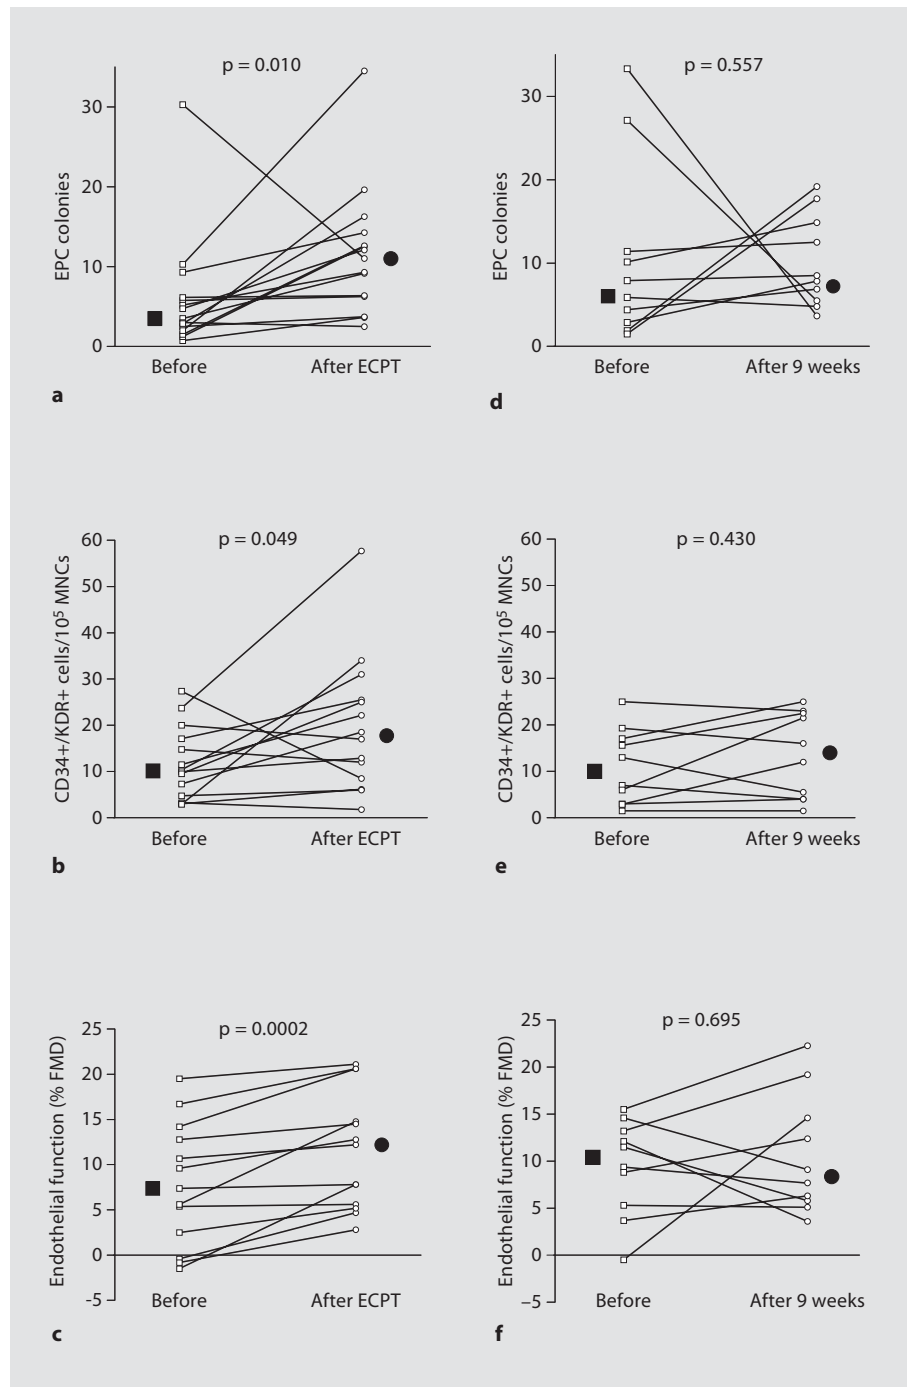 p = 0.010
EPC colonies
30
20
10
0
Before
After ECPT
a
p = 0.557
EPC colonies
30
20
10
0
Before
After 9 weeks
d
p = 0.049
CD34+/KDR+ cells/10⁵ MNCs
60
50
40
30
20
10
0
Before
After ECPT
b
p = 0.430
CD34+/KDR+ cells/10⁵ MNCs
60
50
40
30
20
10
0
Before
After 9 weeks
e
p = 0.0002
Endothelial function (% FMD)
25
20
15
10
5
0
-5
Before
After ECPT
c
p = 0.695
Endothelial function (% FMD)
25
20
15
10
5
0
–5
Before
After 9 weeks
f